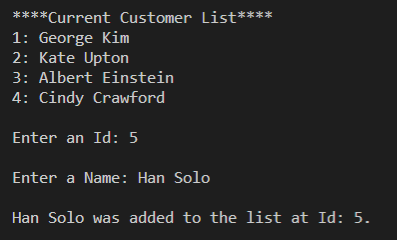 ****Current Customer List****
1: George Kim
2: Kate Upton
3: Albert Einstein
4: Cindy Crawford
Enter an Id: 5
Enter a Name: Han Solo
Han Solo was added to the list at Id: 5.